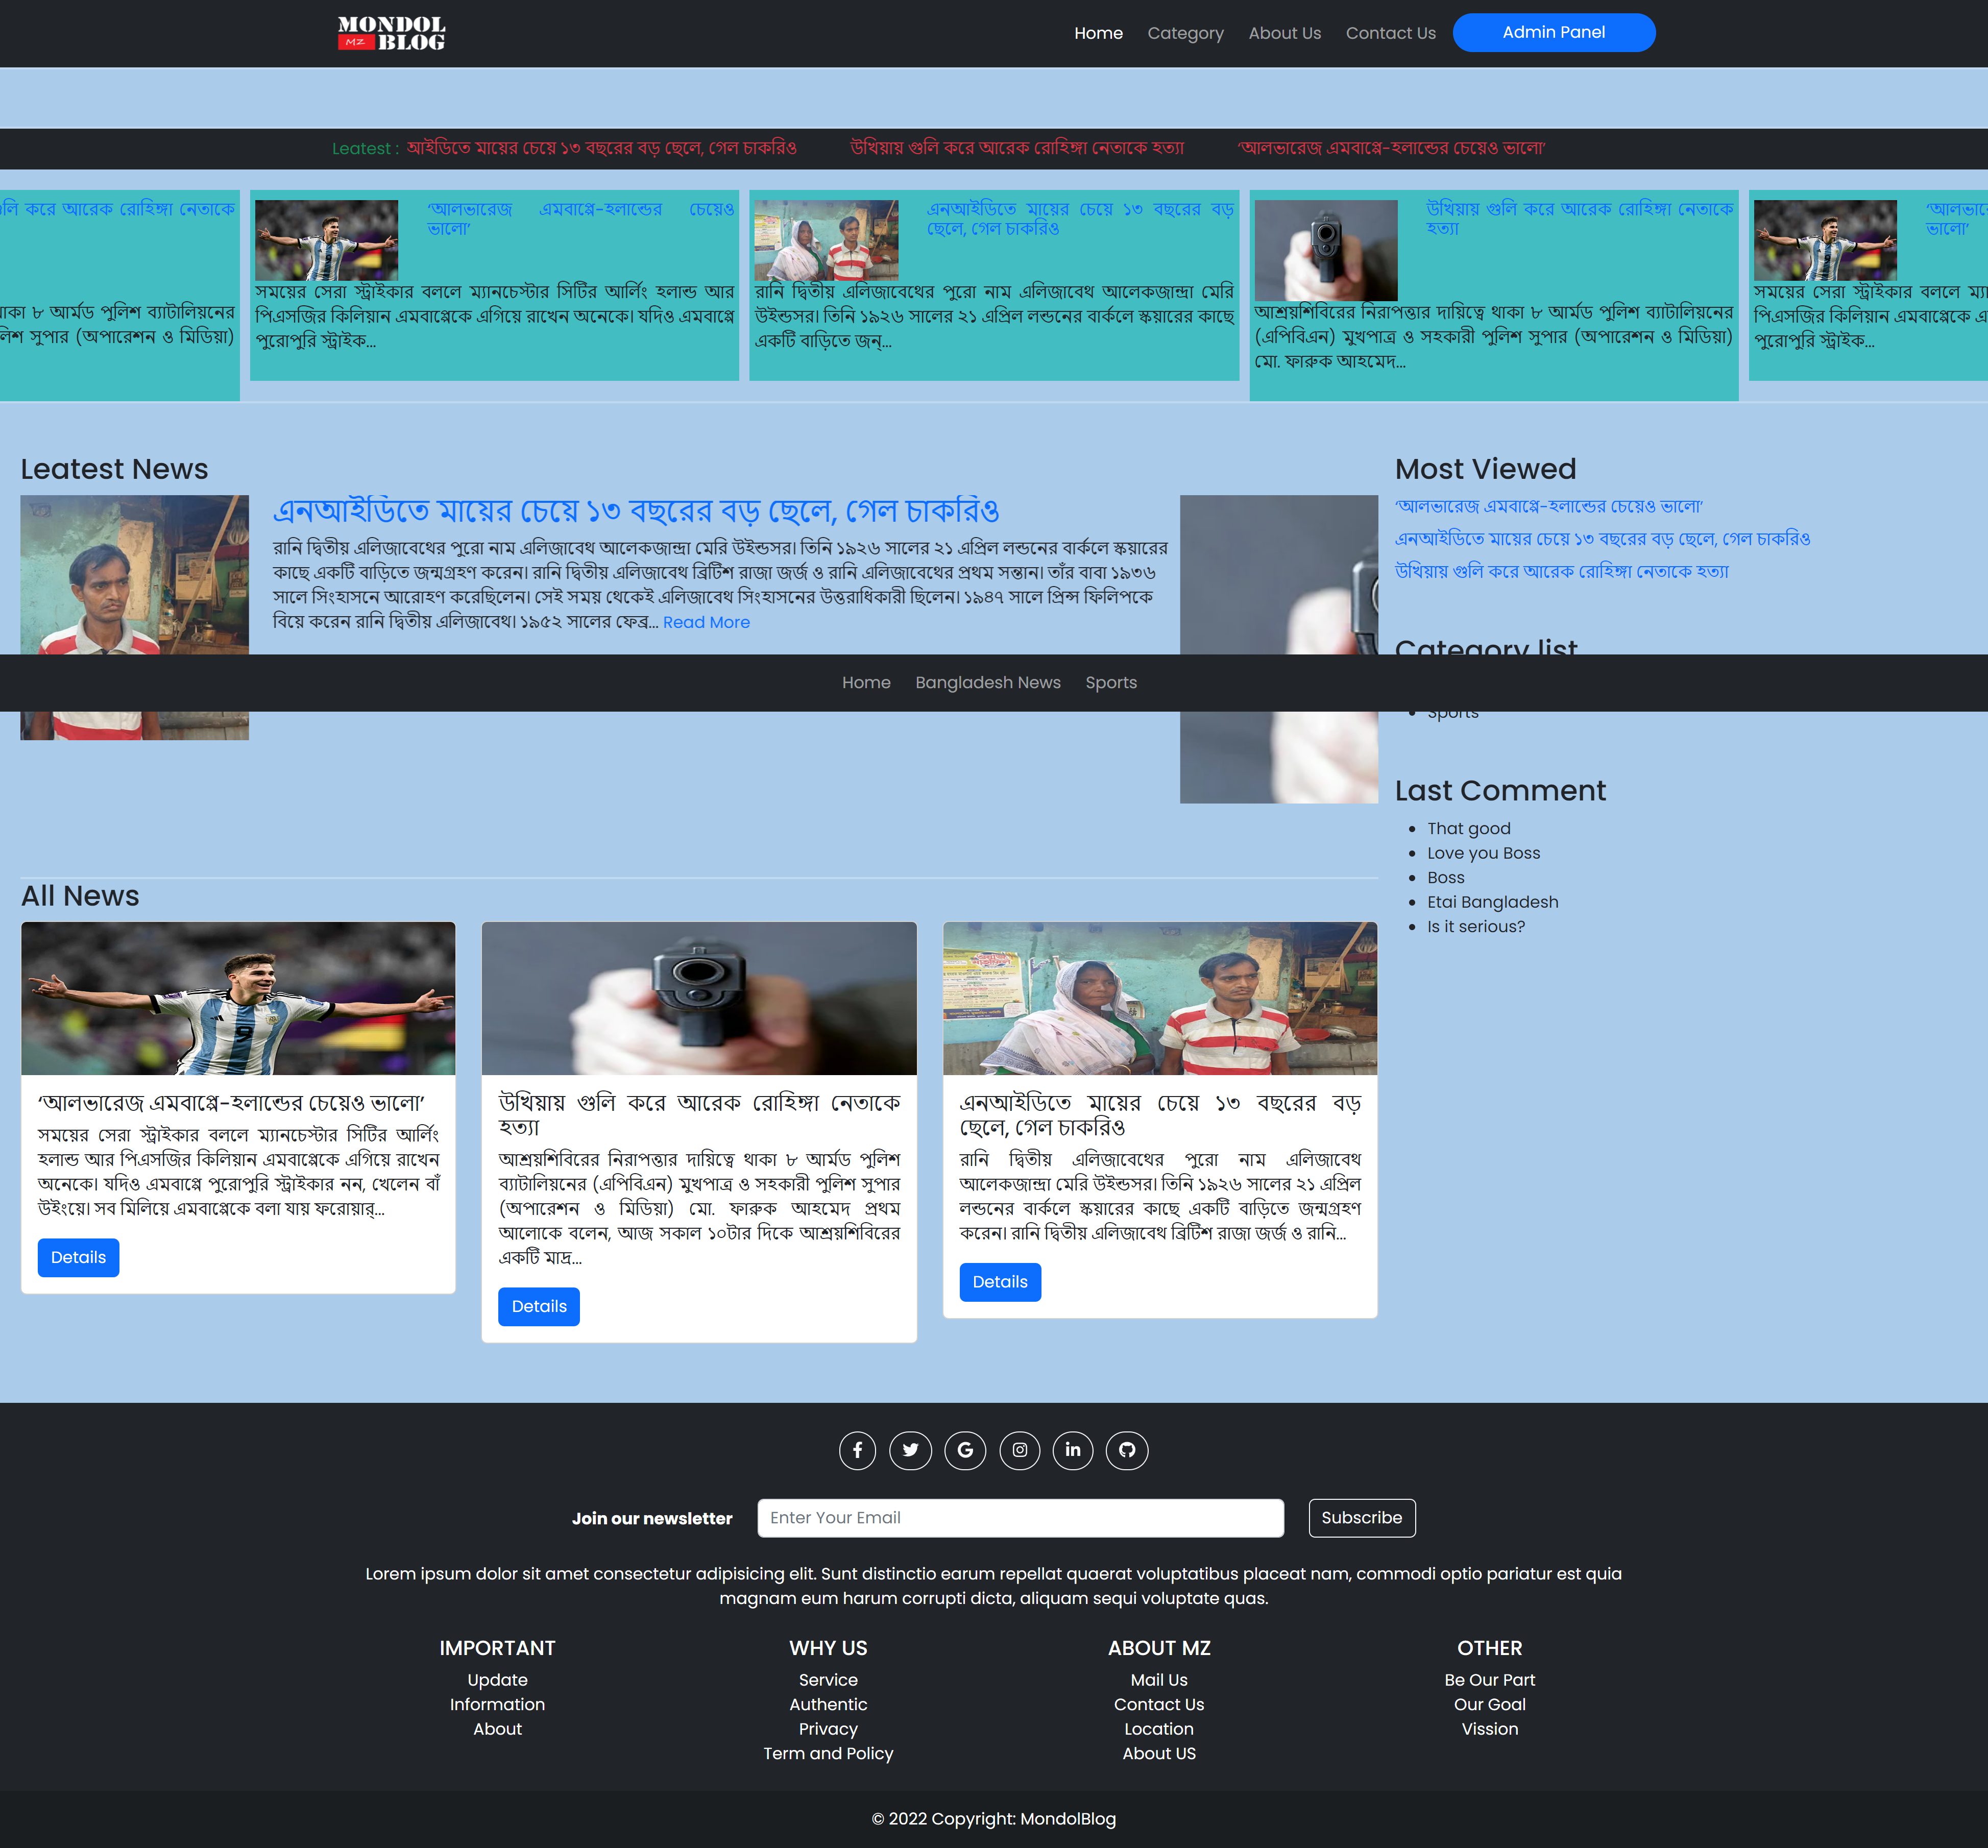 MONDOL
MZ BLOG
Home Category About Us Contact Us Admin Panel
Leatest : আইডিতে মায়ের চেয়ে ১৩ বছরের বড় ছেলে, গেল চাকরিও উখিয়ায় গুলি করে আরেক রোহিঙ্গা নেতাকে হত্যা ‘আলভারেজ এমবাপ্পে-হলান্ডের চেয়েও ভালো’
লি করে আরেক রোহিঙ্গা নেতাকে
থাকা ৮ আর্মড পুলিশ ব্যাটালিয়নের
লিশ সুপার (অপারেশন ও মিডিয়া)
‘আলভারেজ এমবাপ্পে-হলান্ডের চেয়েও
ভালো’
সময়ের সেরা স্ট্রাইকার বললে ম্যানচেস্টার সিটির আর্লিং হলান্ড আর
পিএসজির কিলিয়ান এমবাপ্পেকে এগিয়ে রাখেন অনেকে। যদিও এমবাপ্পে
পুরোপুরি স্ট্রাইক...
এনআইডিতে মায়ের চেয়ে ১৩ বছরের বড়
ছেলে, গেল চাকরিও
রানি দ্বিতীয় এলিজাবেথের পুরো নাম এলিজাবেথ আলেকজান্দ্রা মেরি
উইন্ডসর। তিনি ১৯২৬ সালের ২১ এপ্রিল লন্ডনের বার্কলে স্কয়ারের কাছে
একটি বাড়িতে জন্...
উখিয়ায় গুলি করে আরেক রোহিঙ্গা নেতাকে
হত্যা
আশ্রয়শিবিরের নিরাপত্তার দায়িত্বে থাকা ৮ আর্মড পুলিশ ব্যাটালিয়নের
(এপিবিএন) মুখপাত্র ও সহকারী পুলিশ সুপার (অপারেশন ও মিডিয়া)
মো. ফারুক আহমেদ...
‘আলভারে
ভালো’
সময়ের সেরা স্ট্রাইকার বললে ম্যা
পিএসজির কিলিয়ান এমবাপ্পেকে এ
পুরোপুরি স্ট্রাইক...
Leatest News
এনআইডিতে মায়ের চেয়ে ১৩ বছরের বড় ছেলে, গেল চাকরিও
রানি দ্বিতীয় এলিজাবেথের পুরো নাম এলিজাবেথ আলেকজান্দ্রা মেরি উইন্ডসর। তিনি ১৯২৬ সালের ২১ এপ্রিল লন্ডনের বার্কলে স্কয়ারের
কাছে একটি বাড়িতে জন্মগ্রহণ করেন। রানি দ্বিতীয় এলিজাবেথ ব্রিটিশ রাজা জর্জ ও রানি এলিজাবেথের প্রথম সন্তান। তাঁর বাবা ১৯৩৬
সালে সিংহাসনে আরোহণ করেছিলেন। সেই সময় থেকেই এলিজাবেথ সিংহাসনের উত্তরাধিকারী ছিলেন। ১৯৪৭ সালে প্রিন্স ফিলিপকে
বিয়ে করেন রানি দ্বিতীয় এলিজাবেথ। ১৯৫২ সালের ফেব্র... Read More
Most Viewed
‘আলভারেজ এমবাপ্পে-হলান্ডের চেয়েও ভালো’
এনআইডিতে মায়ের চেয়ে ১৩ বছরের বড় ছেলে, গেল চাকরিও
উখিয়ায় গুলি করে আরেক রোহিঙ্গা নেতাকে হত্যা
Category list
Home Bangladesh News Sports
Sports
Last Comment
That good
Love you Boss
Boss
Etai Bangladesh
Is it serious?
All News
‘আলভারেজ এমবাপ্পে-হলান্ডের চেয়েও ভালো’
সময়ের সেরা স্ট্রাইকার বললে ম্যানচেস্টার সিটির আর্লিং
হলান্ড আর পিএসজির কিলিয়ান এমবাপ্পেকে এগিয়ে রাখেন
অনেকে। যদিও এমবাপ্পে পুরোপুরি স্ট্রাইকার নন, খেলেন বাঁ
উইংয়ে। সব মিলিয়ে এমবাপ্পেকে বলা যায় ফরোয়ার্...
Details
উখিয়ায় গুলি করে আরেক রোহিঙ্গা নেতাকে
হত্যা
আশ্রয়শিবিরের নিরাপত্তার দায়িত্বে থাকা ৮ আর্মড পুলিশ
ব্যাটালিয়নের (এপিবিএন) মুখপাত্র ও সহকারী পুলিশ সুপার
(অপারেশন ও মিডিয়া) মো. ফারুক আহমেদ প্রথম
আলোকে বলেন, আজ সকাল ১০টার দিকে আশ্রয়শিবিরের
একটি মাদ্র...
Details
এনআইডিতে মায়ের চেয়ে ১৩ বছরের বড়
ছেলে, গেল চাকরিও
রানি দ্বিতীয় এলিজাবেথের পুরো নাম এলিজাবেথ
আলেকজান্দ্রা মেরি উইন্ডসর। তিনি ১৯২৬ সালের ২১ এপ্রিল
লন্ডনের বার্কলে স্কয়ারের কাছে একটি বাড়িতে জন্মগ্রহণ
করেন। রানি দ্বিতীয় এলিজাবেথ ব্রিটিশ রাজা জর্জ ও রানি...
Details
Join our newsletter Enter Your Email Subscribe
Lorem ipsum dolor sit amet consectetur adipisicing elit. Sunt distinctio earum repellat quaerat voluptatibus placeat nam, commodi optio pariatur est quia
magnam eum harum corrupti dicta, aliquam sequi voluptate quas.
IMPORTANT
Update
Information
About
WHY US
Service
Authentic
Privacy
Term and Policy
ABOUT MZ
Mail Us
Contact Us
Location
About US
OTHER
Be Our Part
Our Goal
Vission
© 2022 Copyright: MondolBlog